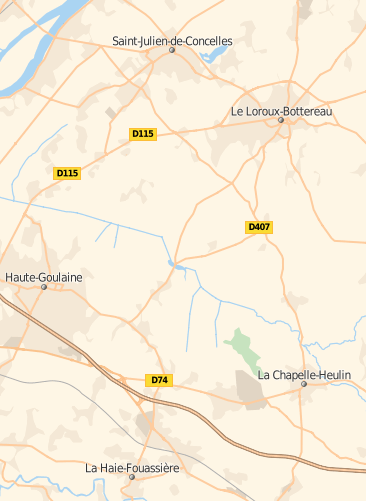 Saint-Julien-de-Concelles
Le Loroux-Bottereau
D115
D115
D407
Haute-Goulaine
D74
La Chapelle-Heulin
La Haie-Fouassière